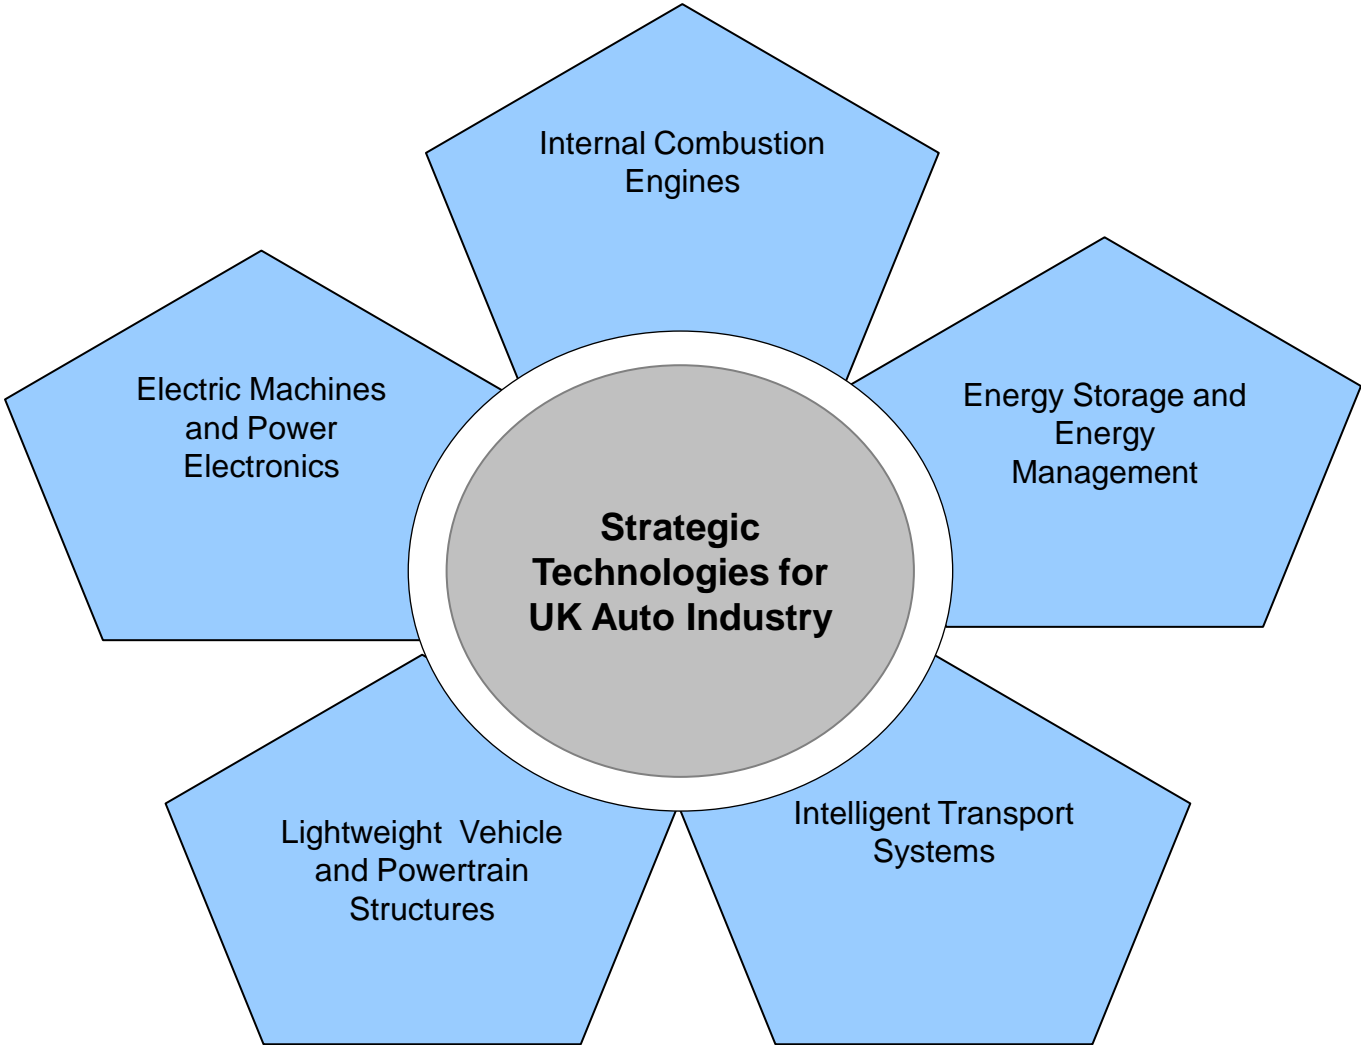 Internal Combustion
Engines
Electric Machines
and Power
Electronics
Energy Storage and
Energy
Management
Strategic
Technologies for
UK Auto Industry
Lightweight Vehicle
and Powertrain
Structures
Intelligent Transport
Systems